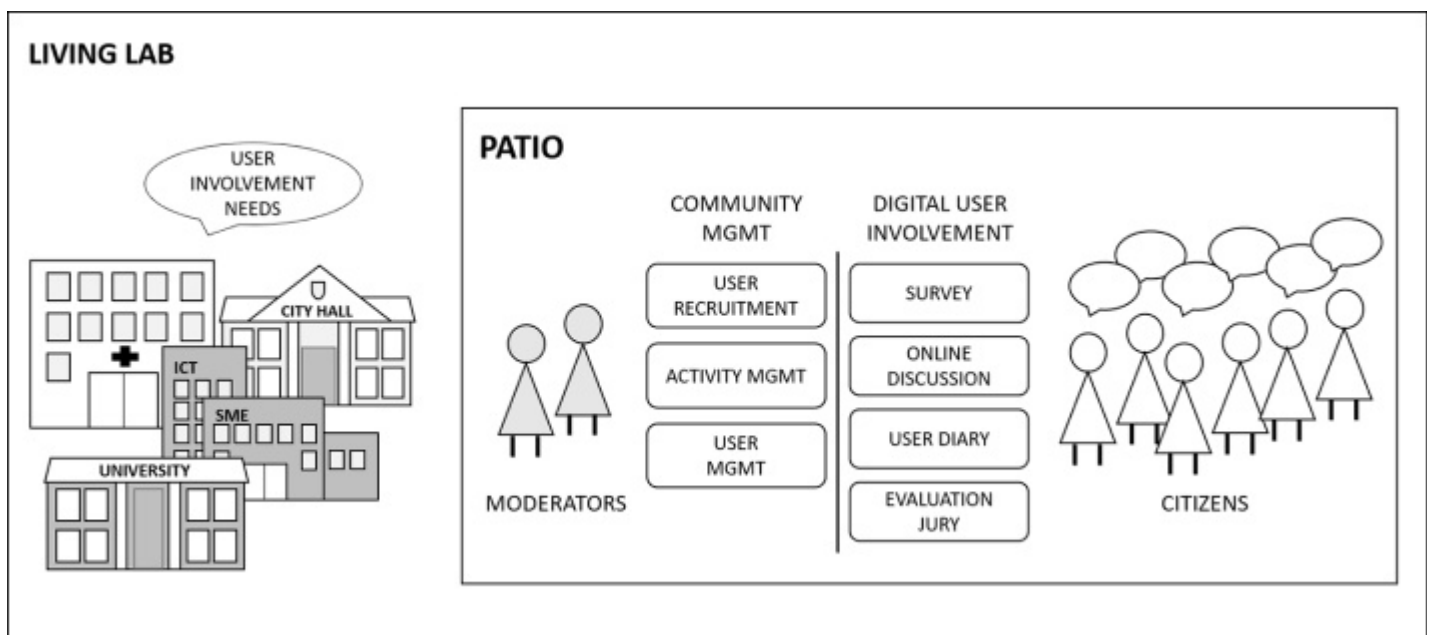 LIVING LAB
USER
INVOLVEMENT
NEEDS
CITY HALL
ICT
SME
UNIVERSITY
PATIO
COMMUNITY
MGMT
USER
RECRUITMENT
ACTIVITY MGMT
USER
MGMT
DIGITAL USER
INVOLVEMENT
SURVEY
ONLINE
DISCUSSION
USER DIARY
EVALUATION
JURY
MODERATORS
CITIZENS